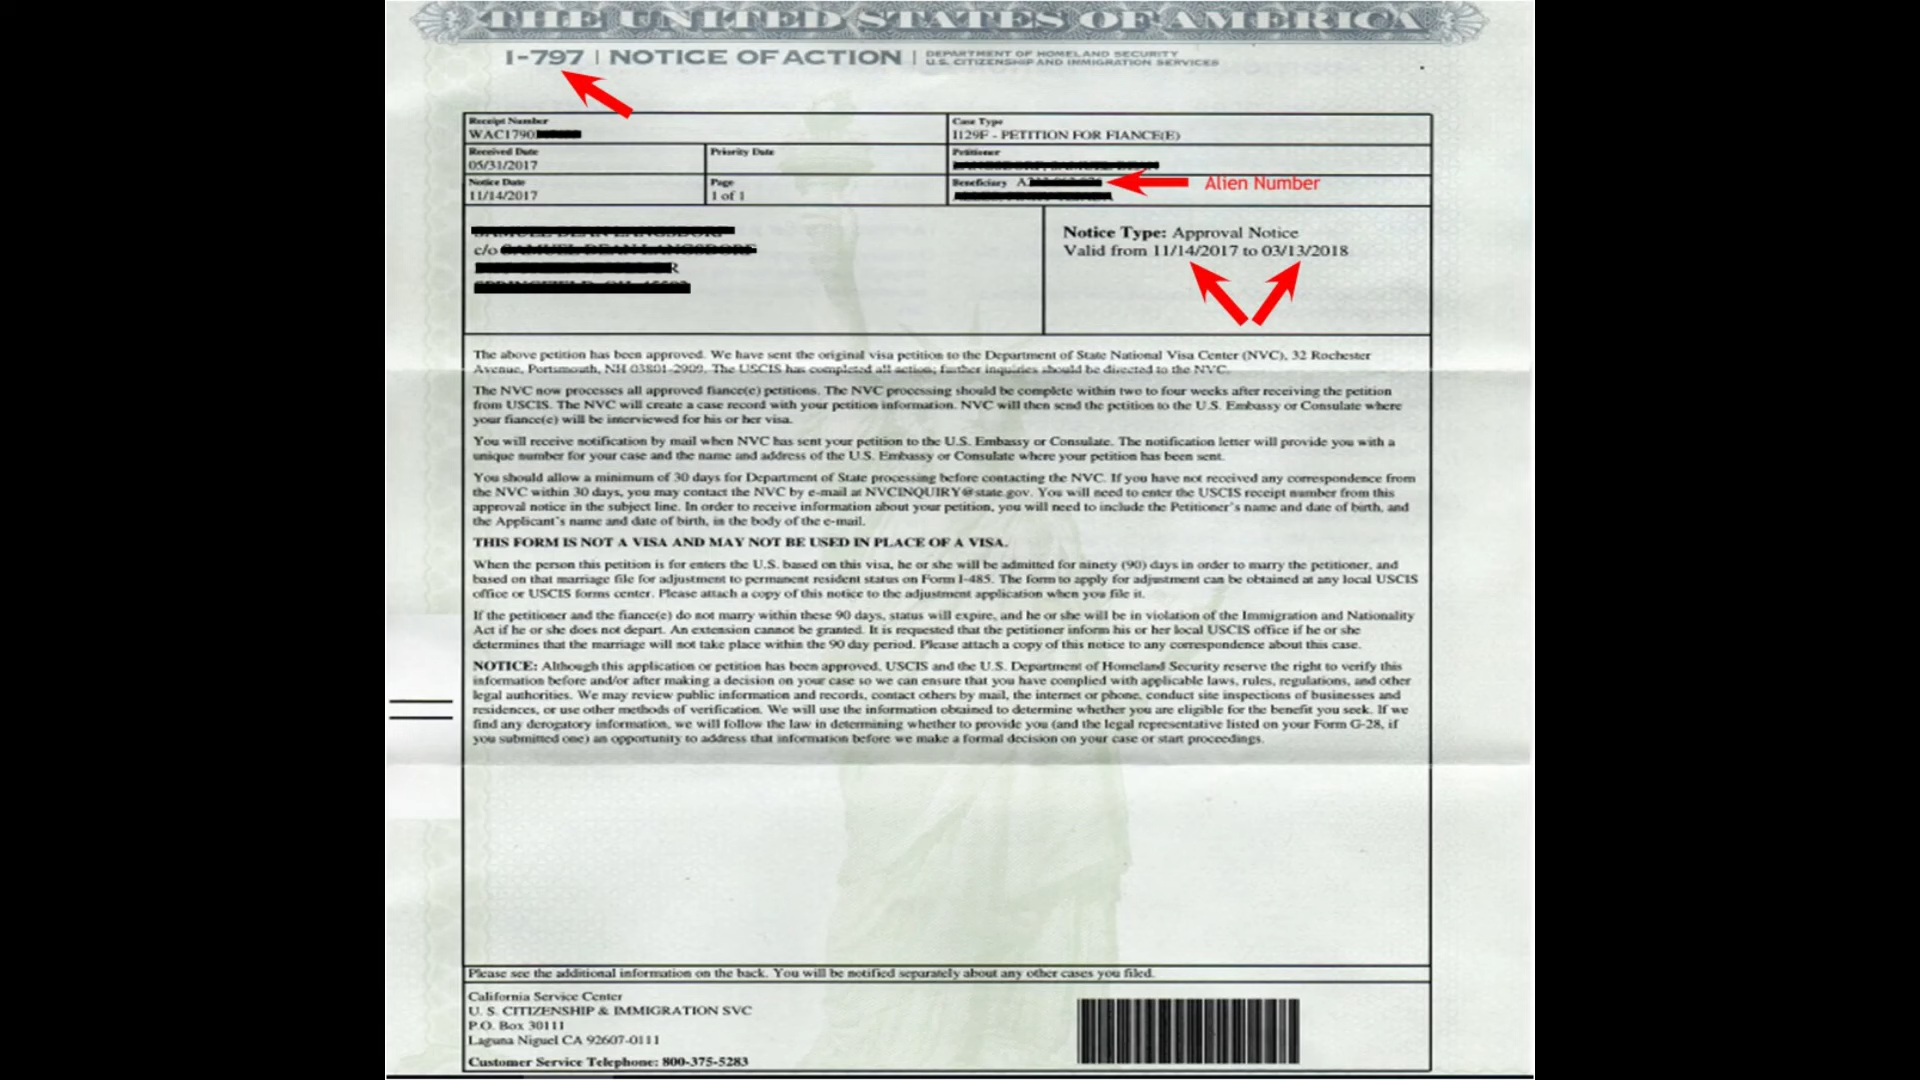 THE UNITED STATES OF AMERICA
I-797 | NOTICE OF ACTION | DEPARTMENT OF HOMELAND SECURITY
U.S. CITIZENSHIP AND IMMIGRATION SERVICES
Receipt Number
WAC1790
Case Type
I129F - PETITION FOR FIANCE(E)
Received Date
05/31/2017
Priority Date
Petitioner
Notice Date
11/14/2017
Page
1 of 1
Beneficiary A
Alien Number
c/o
R
Notice Type: Approval Notice
Valid from 11/14/2017 to 03/13/2018
The above petition has been approved. We have sent the original visa petition to the Department of State National Visa Center (NVC), 32 Rochester
Avenue, Portsmouth, NH 03801-2909. The USCIS has completed all action; further inquiries should be directed to the NVC.
The NVC now processes all approved fiance(e) petitions. The NVC processing should be complete within two to four weeks after receiving the petition
from USCIS. The NVC will create a case record with your petition information. NVC will then send the petition to the U.S. Embassy or Consulate where
your fiance(e) will be interviewed for his or her visa.
You will receive notification by mail when NVC has sent your petition to the U.S. Embassy or Consulate. The notification letter will provide you with a
unique number for your case and the name and address of the U.S. Embassy or Consulate where your petition has been sent.
You should allow a minimum of 30 days for Department of State processing before contacting the NVC. If you have not received any correspondence from
the NVC within 30 days, you may contact the NVC by e-mail at NVCINQUIRY@state.gov. You will need to enter the USCIS receipt number from this
approval notice in the subject line. In order to receive information about your petition, you will need to include the Petitioner's name and date of birth, and
the Applicant's name and date of birth, in the body of the e-mail.
THIS FORM IS NOT A VISA AND MAY NOT BE USED IN PLACE OF A VISA.
When the person this petition is for enters the U.S. based on this visa, he or she will be admitted for ninety (90) days in order to marry the petitioner, and
based on that marriage file for adjustment to permanent resident status on Form I-485. The form to apply for adjustment can be obtained at any local USCIS
office or USCIS forms center. Please attach a copy of this notice to the adjustment application when you file it.
If the petitioner and the fiance(e) do not marry within these 90 days, status will expire, and he or she will be in violation of the Immigration and Nationality
Act if he or she does not depart. An extension cannot be granted. It is requested that the petitioner inform his or her local USCIS office if he or she
determines that the marriage will not take place within the 90 day period. Please attach a copy of this notice to any correspondence about this case.
NOTICE: Although this application or petition has been approved, USCIS and the U.S. Department of Homeland Security reserve the right to verify this
information before and/or after making a decision on your case so we can ensure that you have complied with applicable laws, rules, regulations, and other
legal authorities. We may review public information and records, contact others by mail, the internet or phone, conduct site inspections of businesses and
residences, or use other methods of verification. We will use the information obtained to determine whether you are eligible for the benefit you seek. If we
find any derogatory information, we will follow the law in determining whether to provide you (and the legal representative listed on your Form G-28, if
you submitted one) an opportunity to address that information before we make a formal decision on your case or start proceedings.
Please see the additional information on the back. You will be notified separately about any other cases you filed.
California Service Center
U. S. CITIZENSHIP & IMMIGRATION SVC
P.O. Box 30111
Laguna Niguel CA 92607-0111
Customer Service Telephone: 800-375-5283